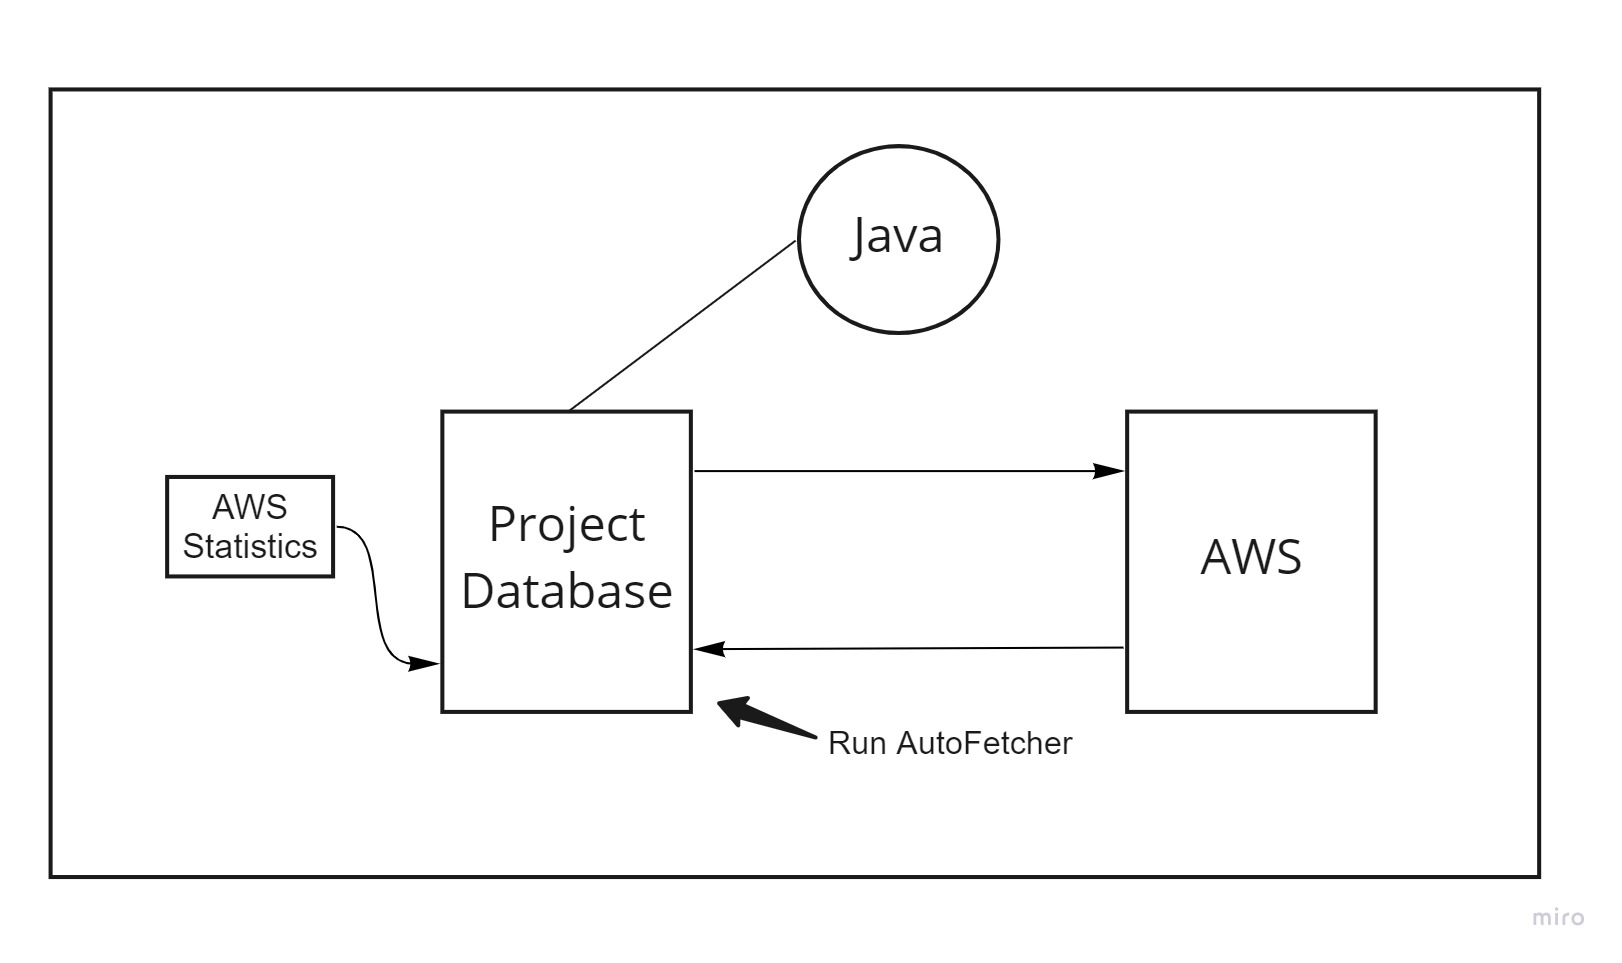 Java
AWS
Statistics
Project
Database
AWS
Run AutoFetcher
miro